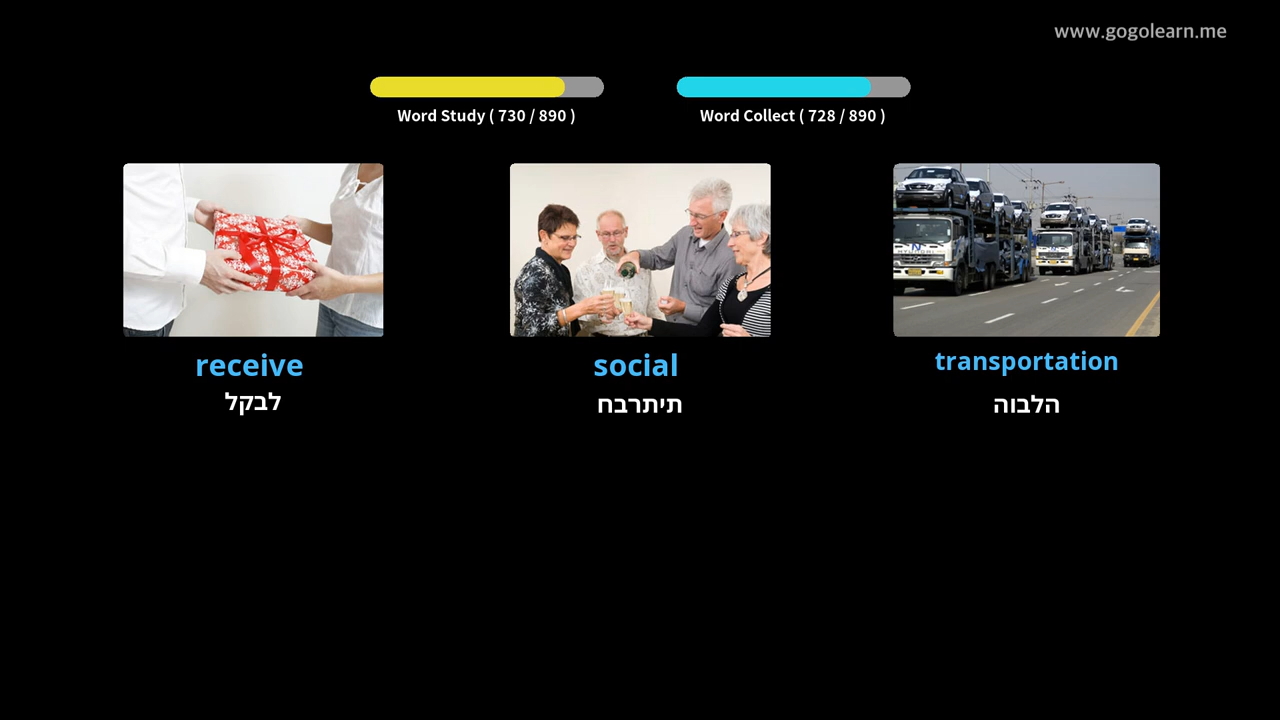 www.gogolearn.me
Word Study ( 730 / 890 )
Word Collect ( 728 / 890 )
receive
לבקל
social
תיתרבח
transportation
הלבוה